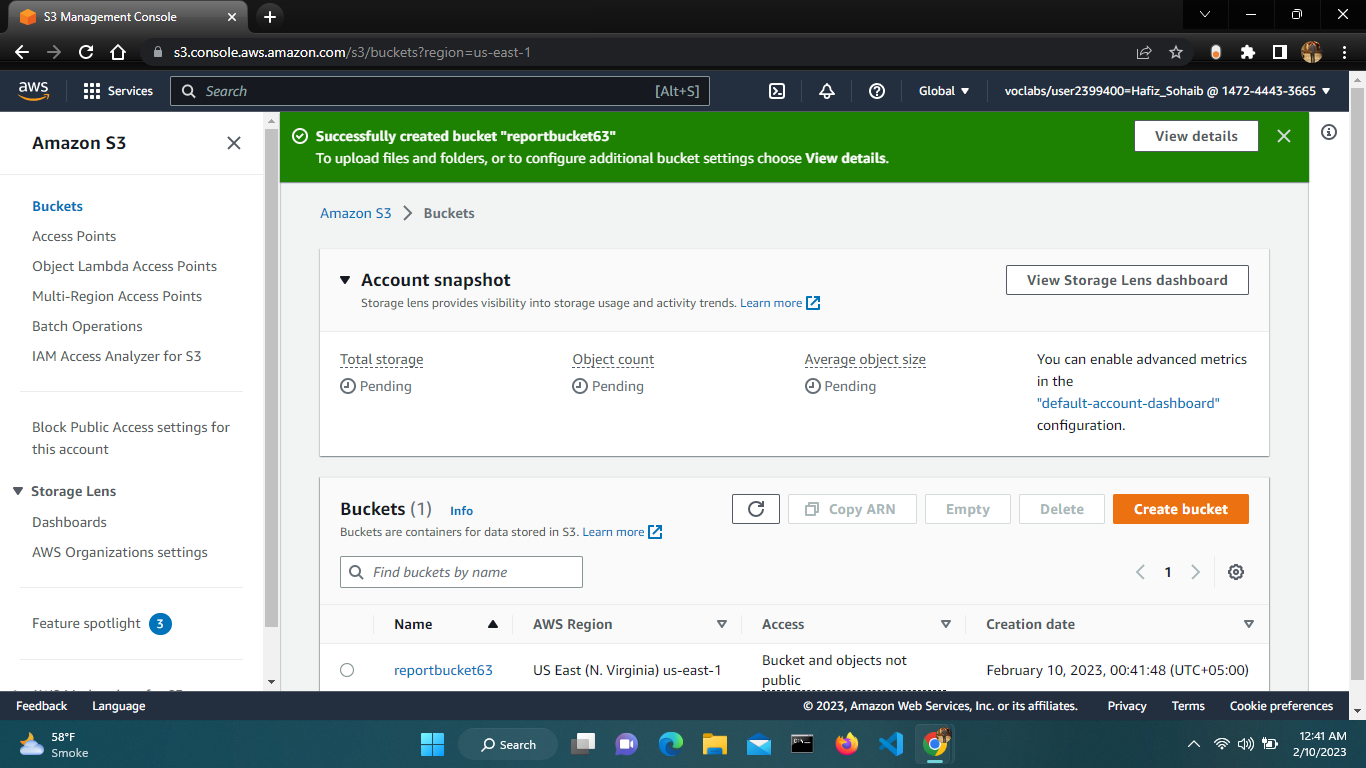 S3 Management Console
s3.console.aws.amazon.com/s3/buckets?region=us-east-1
aws
Services
Search
[Alt+S]
Global
voclabs/user2399400=Hafiz_Sohaib @ 1472-4443-3665
Amazon S3
Buckets
Access Points
Object Lambda Access Points
Multi-Region Access Points
Batch Operations
IAM Access Analyzer for S3
Block Public Access settings for
this account
Storage Lens
Dashboards
AWS Organizations settings
Feature spotlight 3
Successfully created bucket "reportbucket63"
To upload files and folders, or to configure additional bucket settings choose View details.
View details
Amazon S3 > Buckets
Account snapshot
Storage lens provides visibility into storage usage and activity trends. Learn more
View Storage Lens dashboard
Total storage
Pending
Object count
Pending
Average object size
Pending
You can enable advanced metrics
in the
"default-account-dashboard"
configuration.
Buckets (1) Info
Buckets are containers for data stored in S3. Learn more
Copy ARN
Empty
Delete
Create bucket
Find buckets by name
1
Name
AWS Region
Access
Creation date
reportbucket63
US East (N. Virginia) us-east-1
Bucket and objects not
public
February 10, 2023, 00:41:48 (UTC+05:00)
Feedback
Language
© 2023, Amazon Web Services, Inc. or its affiliates.
Privacy
Terms
Cookie preferences
58°F
Smoke
Search
12:41 AM
2/10/2023